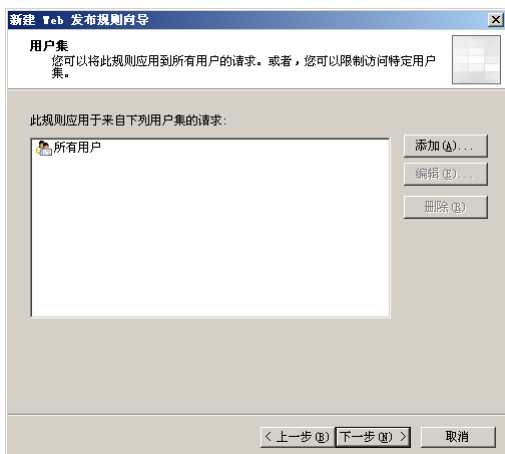 新建 Web 发布规则向导
用户集
您可以将此规则应用到所有用户的请求。或者，您可以限制访问特定用户
集。
此规则应用于来自下列用户集的请求:
所有用户
添加(A)...
编辑(E)...
删除(R)
< 上一步(B)
下一步(N) >
取消